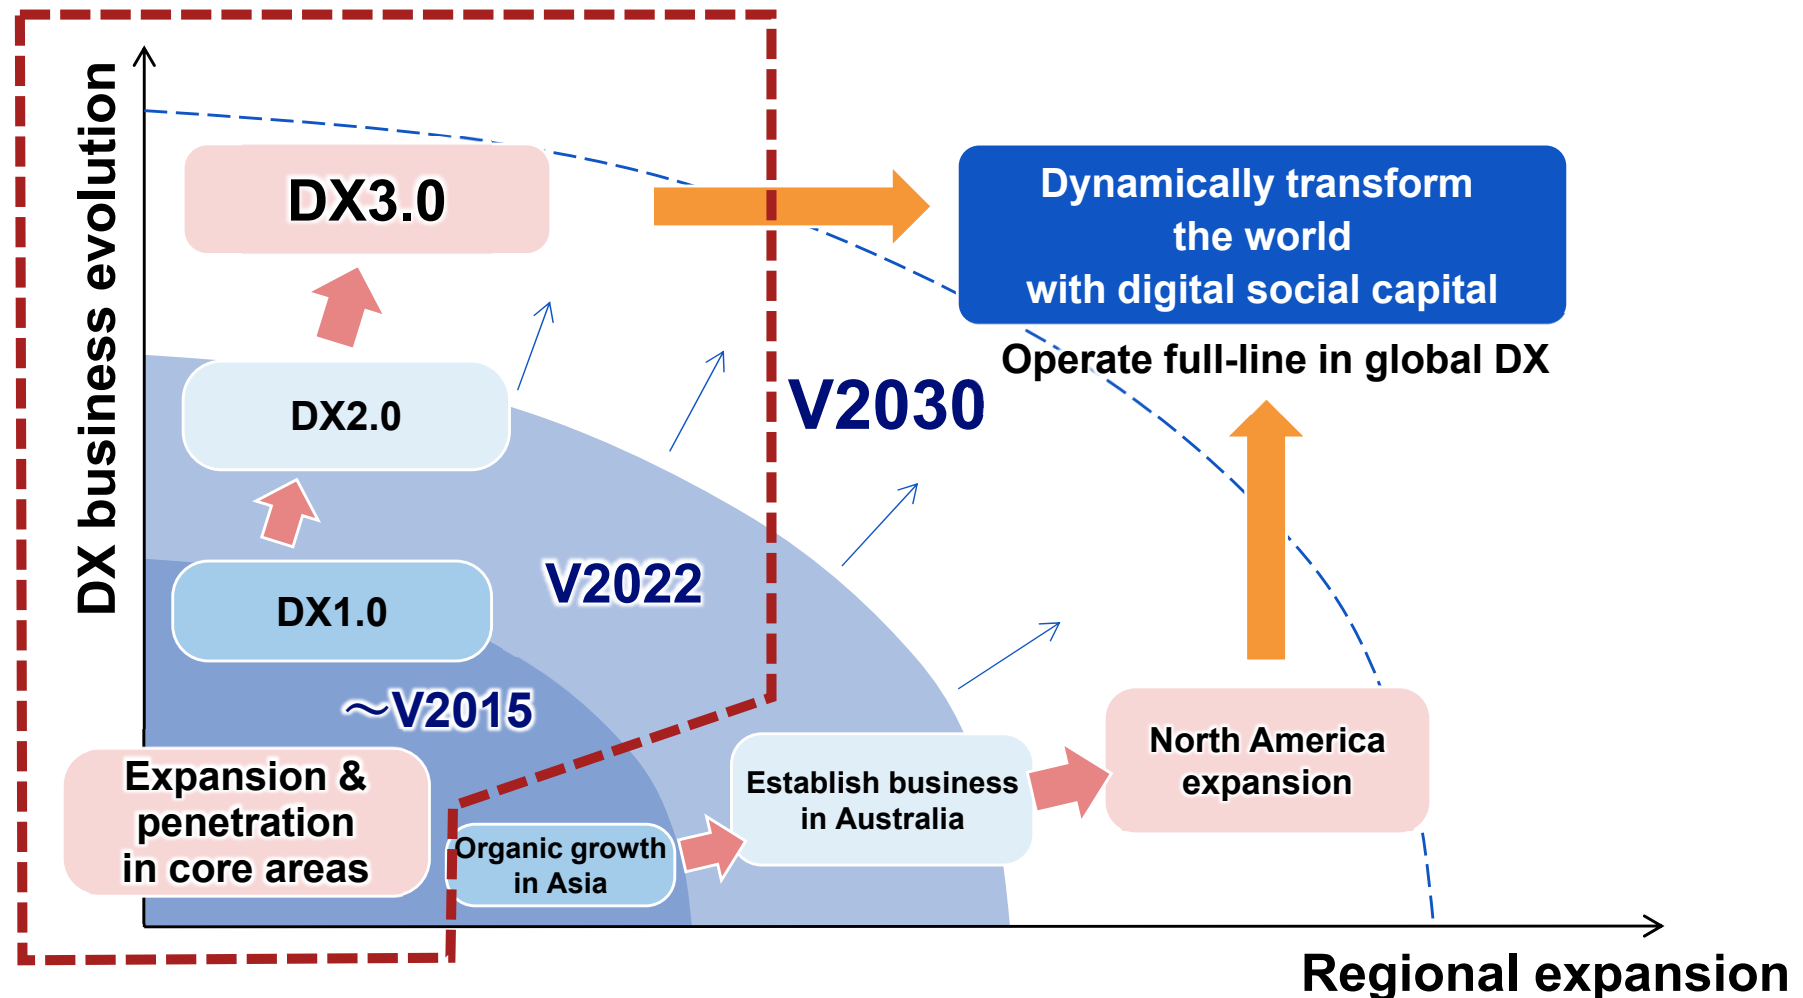 DX business evolution
DX3.0
Dynamically transform
the world
with digital social capital
Operate full-line in global DX
V2030
DX2.0
V2022
DX1.0
～V2015
Expansion &
penetration
in core areas
Organic growth
in Asia
Establish business
in Australia
North America
expansion
Regional expansion